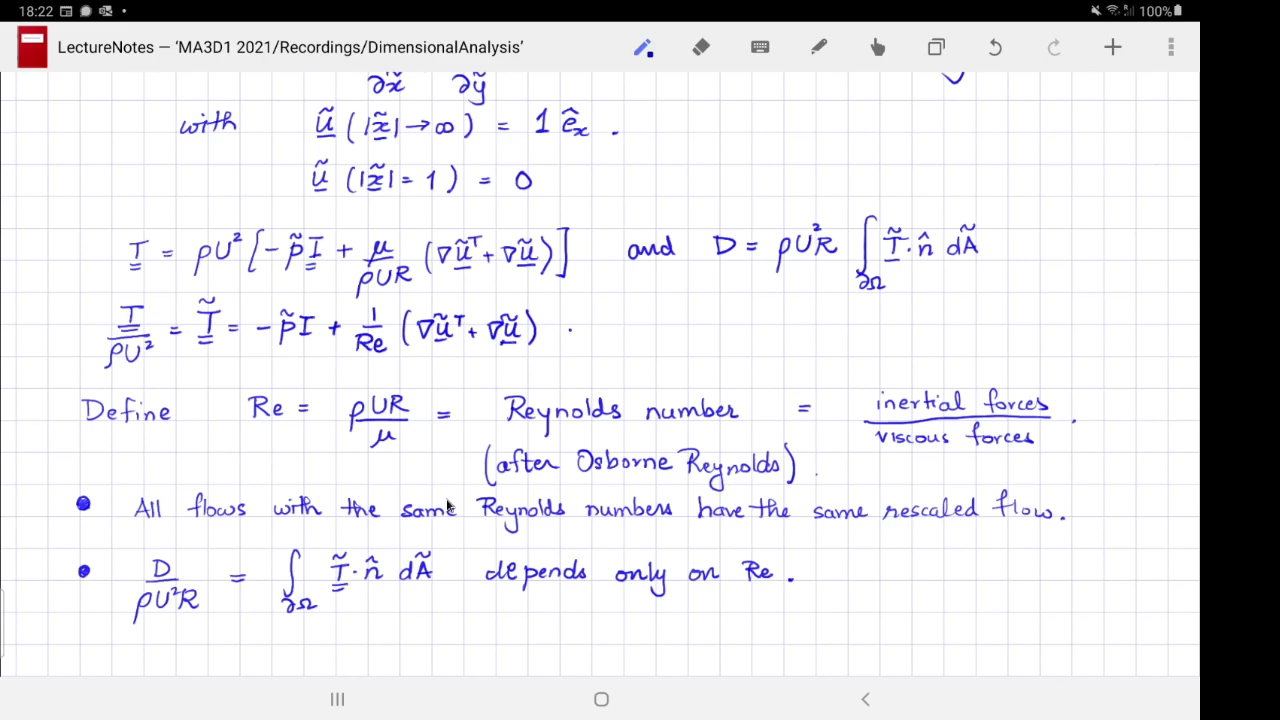 18:22 100%
LectureNotes — ‘MA3D1 2021/Recordings/DimensionalAnalysis’
∂x̃ ∂ỹ
with ũ (|x̃| → ∞) = 1 ê_x .
ũ (|x̃| = 1) = 0
T = ρU² [ - p̃ I + μ/ρUR (∇ũᵀ + ∇ũ) ] and D = ρU²R ∫_∂Ω T̃ · n̂ dÃ
T/ρU² = T̃ = - p̃ I + 1/Re (∇ũᵀ + ∇ũ) .
Define Re = ρUR/μ = Reynolds number = inertial forces/viscous forces .
(after Osborne Reynolds) .
• All flows with the same Reynolds numbers have the same rescaled flow.
• D/ρU²R = ∫_∂Ω T̃ · n̂ dÃ depends only on Re .